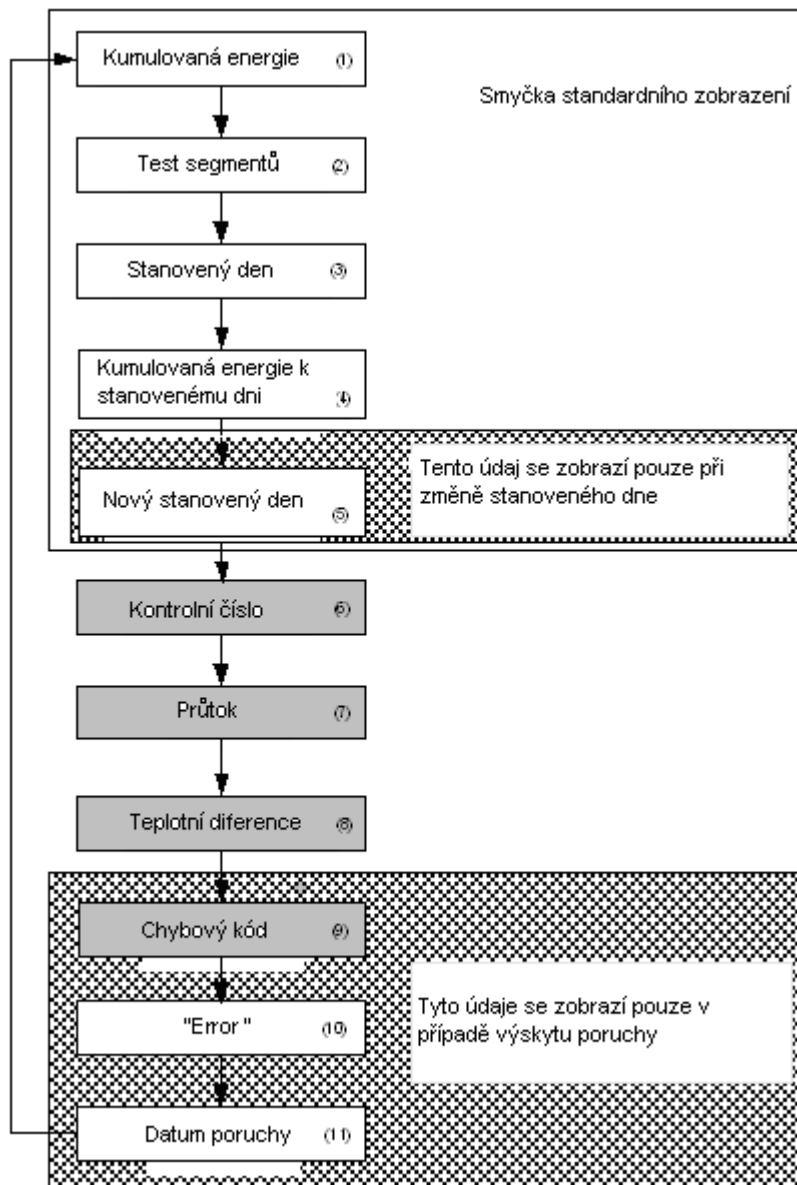 Kumulovaná energie (1)
Smyčka standardního zobrazení
Test segmentů (2)
Stanovený den (3)
Kumulovaná energie k
stanovenému dni (4)
Nový stanovený den (5)
Tento údaj se zobrazí pouze při
změně stanoveného dne
Kontrolní číslo (6)
Průtok (7)
Teplotní diference (8)
Chybový kód (9)
"Error" (10)
Tyto údaje se zobrazí pouze v
případě výskytu poruchy
Datum poruchy (11)